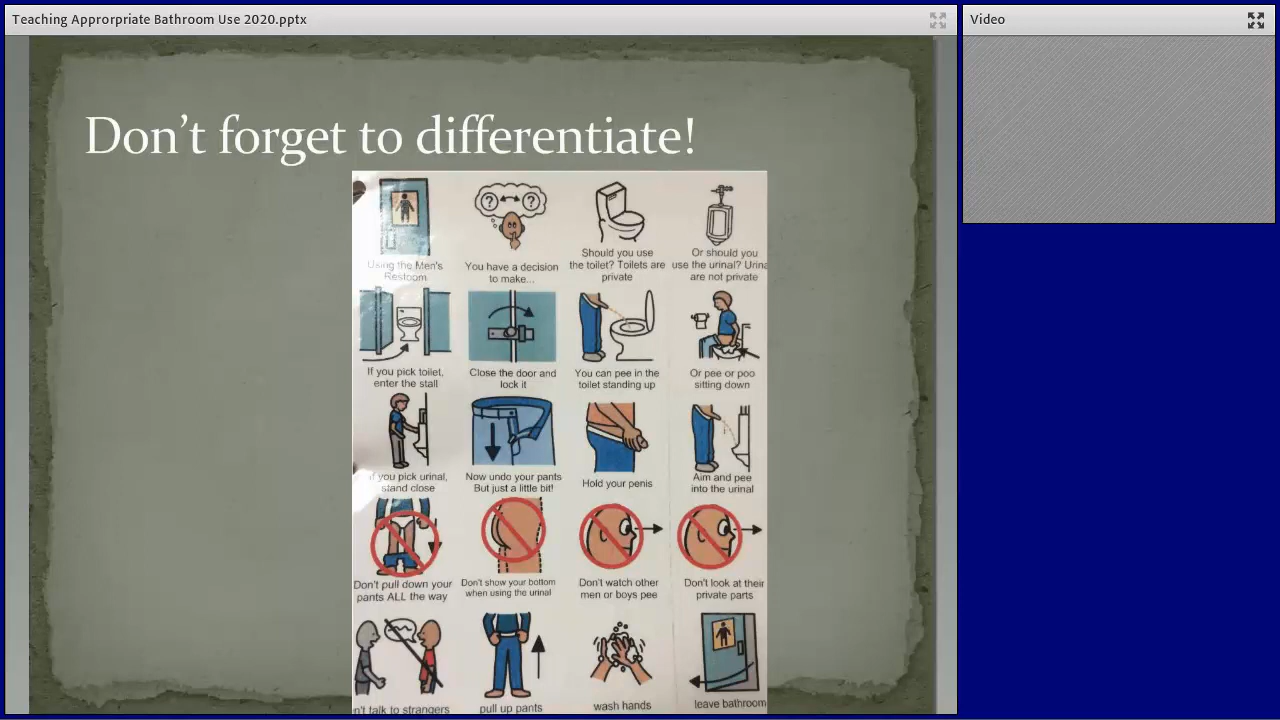 Teaching Approrpriate Bathroom Use 2020.pptx
Video
Don't forget to differentiate!
? ?
Using the Men's
Restoom
You have a decision
to make...
Should you use
the toilet? Toilets are
private
Or should you
use the urinal? Urina
are not private
If you pick toilet,
enter the stall
Close the door and
lock it
You can pee in the
toilet standing up
Or pee or poo
sitting down
If you pick urinal,
stand close
Now undo your pants
But just a little bit!
Hold your penis
Aim and pee
into the urinal
Don't pull down your
pants ALL the way
Don't show your bottom
when using the urinal
Don't watch other
men or boys pee
Don't look at their
private parts
n't talk to strangers
pull up pants
wash hands
leave bathroom